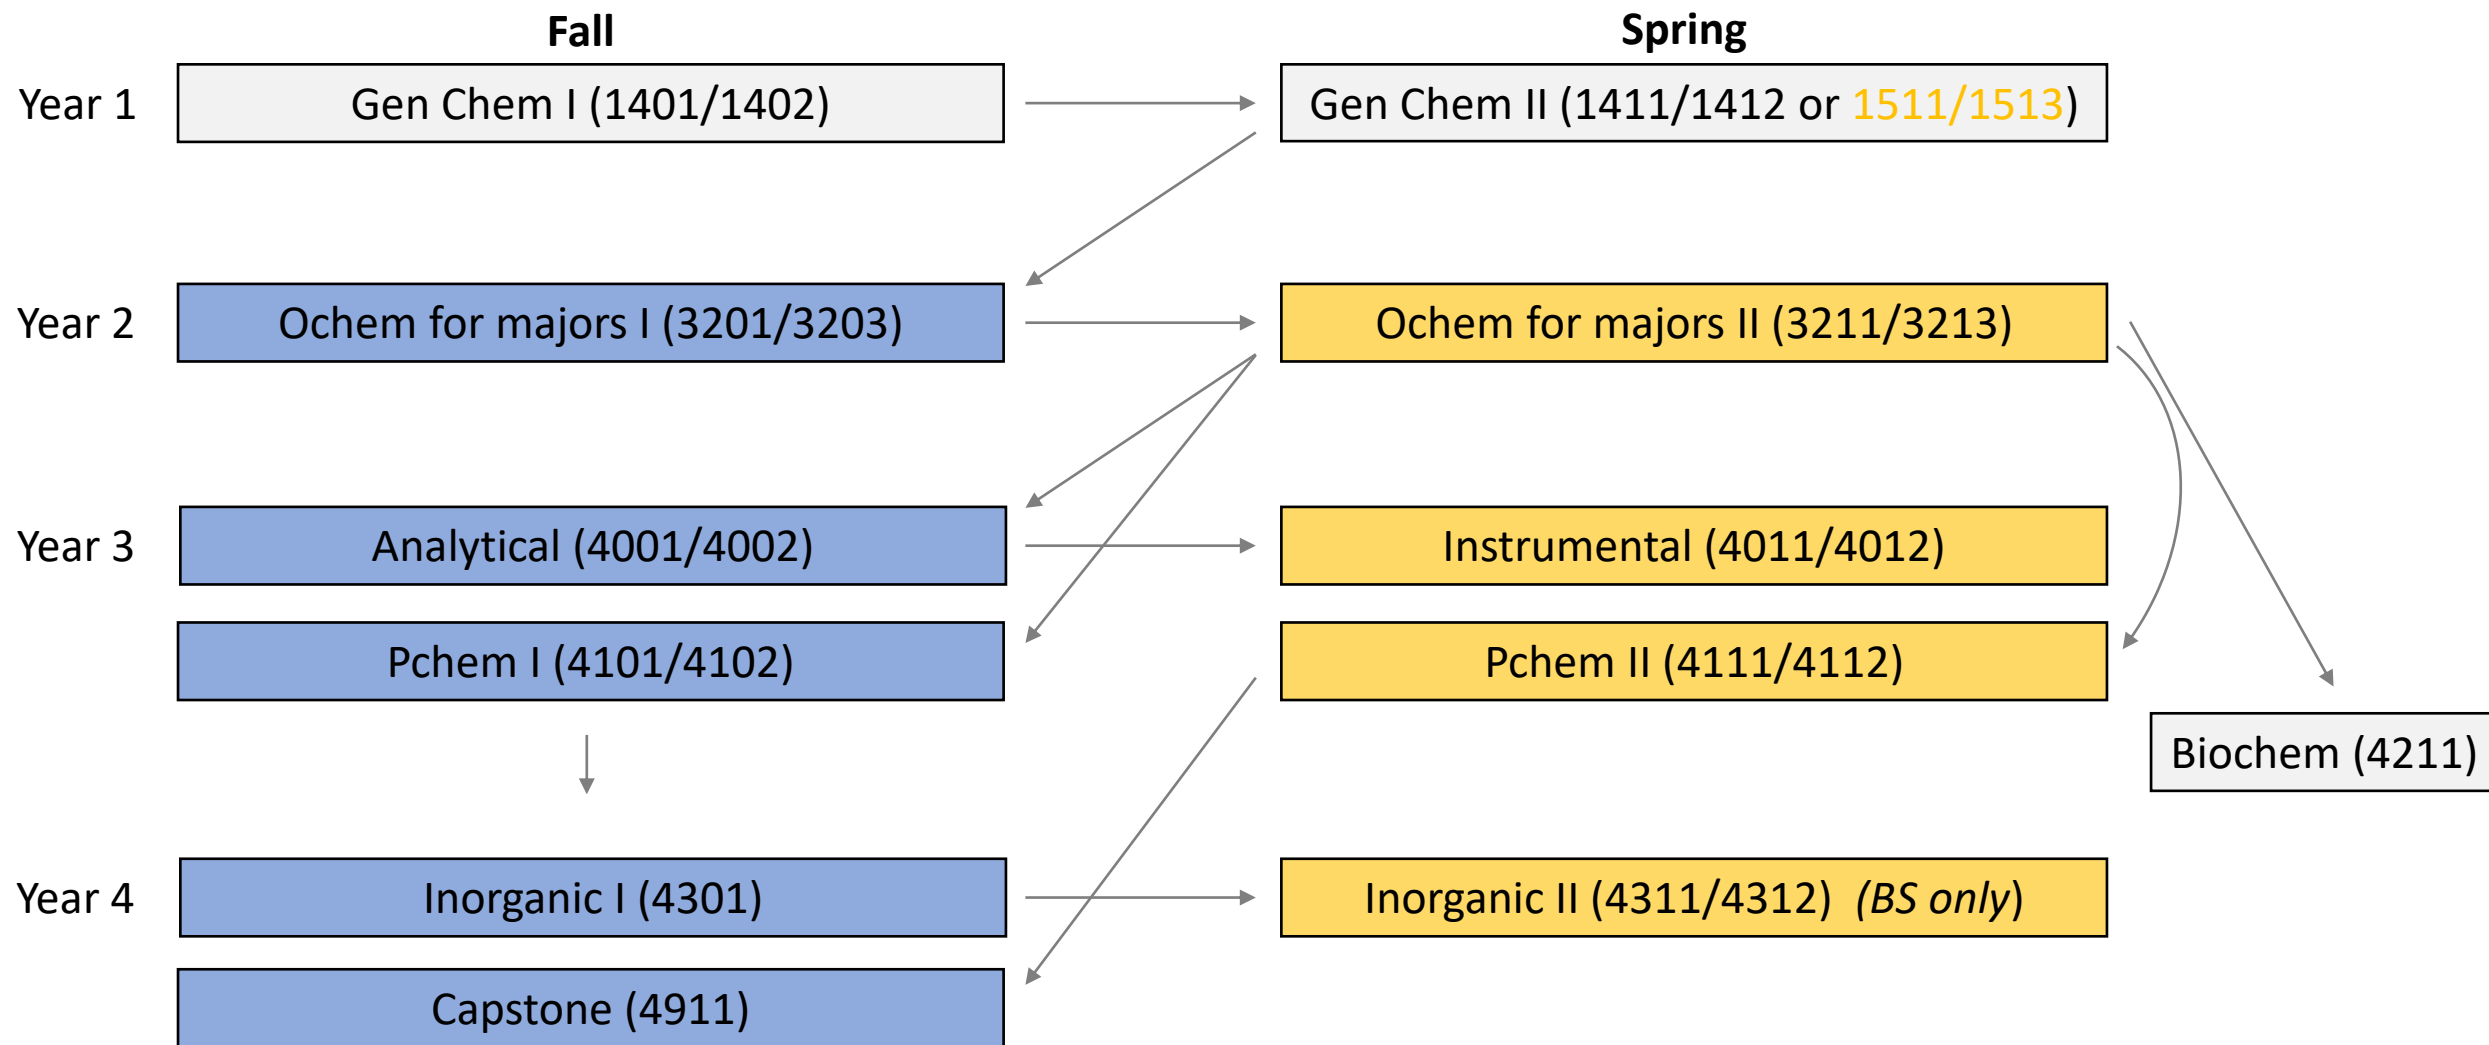 Fall
Spring
Year 1
Gen Chem I (1401/1402)
Gen Chem II (1411/1412 or 1511/1513)
Year 2
Ochem for majors I (3201/3203)
Ochem for majors II (3211/3213)
Year 3
Analytical (4001/4002)
Instrumental (4011/4012)
Pchem I (4101/4102)
Pchem II (4111/4112)
Biochem (4211)
Year 4
Inorganic I (4301)
Inorganic II (4311/4312) (BS only)
Capstone (4911)